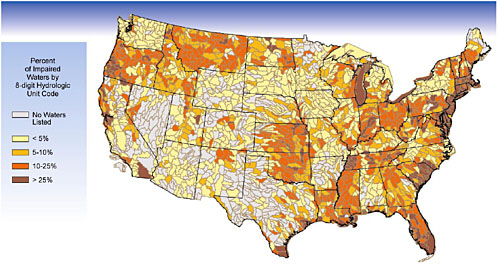 Percent
of Impaired
Waters by
8-digit Hydrologic
Unit Code
No Waters
Listed
< 5%
5-10%
10-25%
> 25%